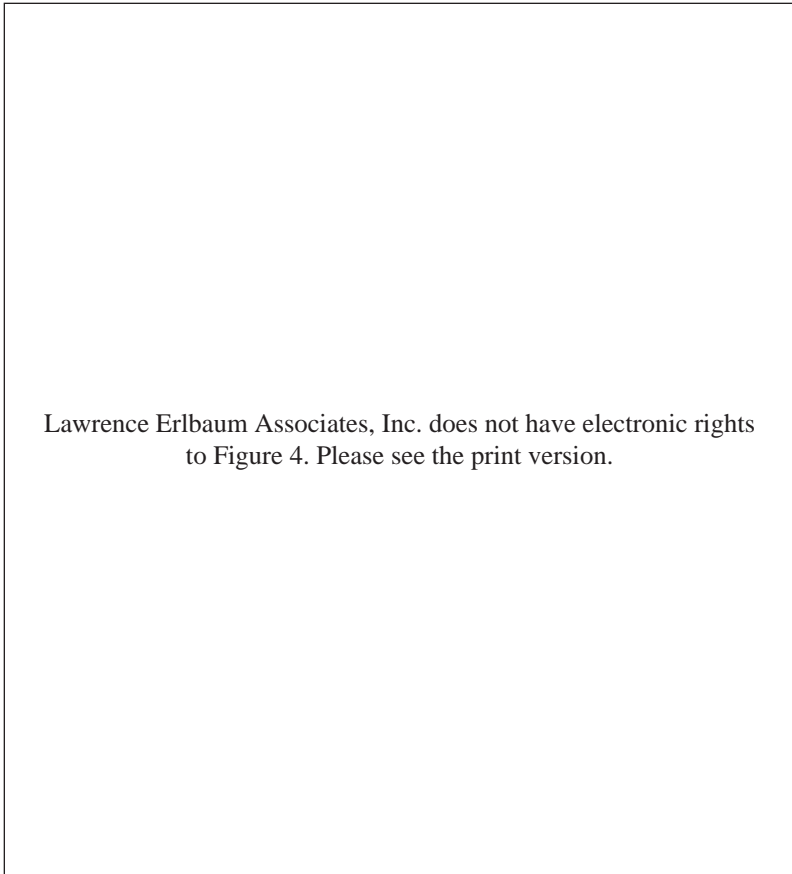 Lawrence Erlbaum Associates, Inc. does not have electronic rights
to Figure 4. Please see the print version.